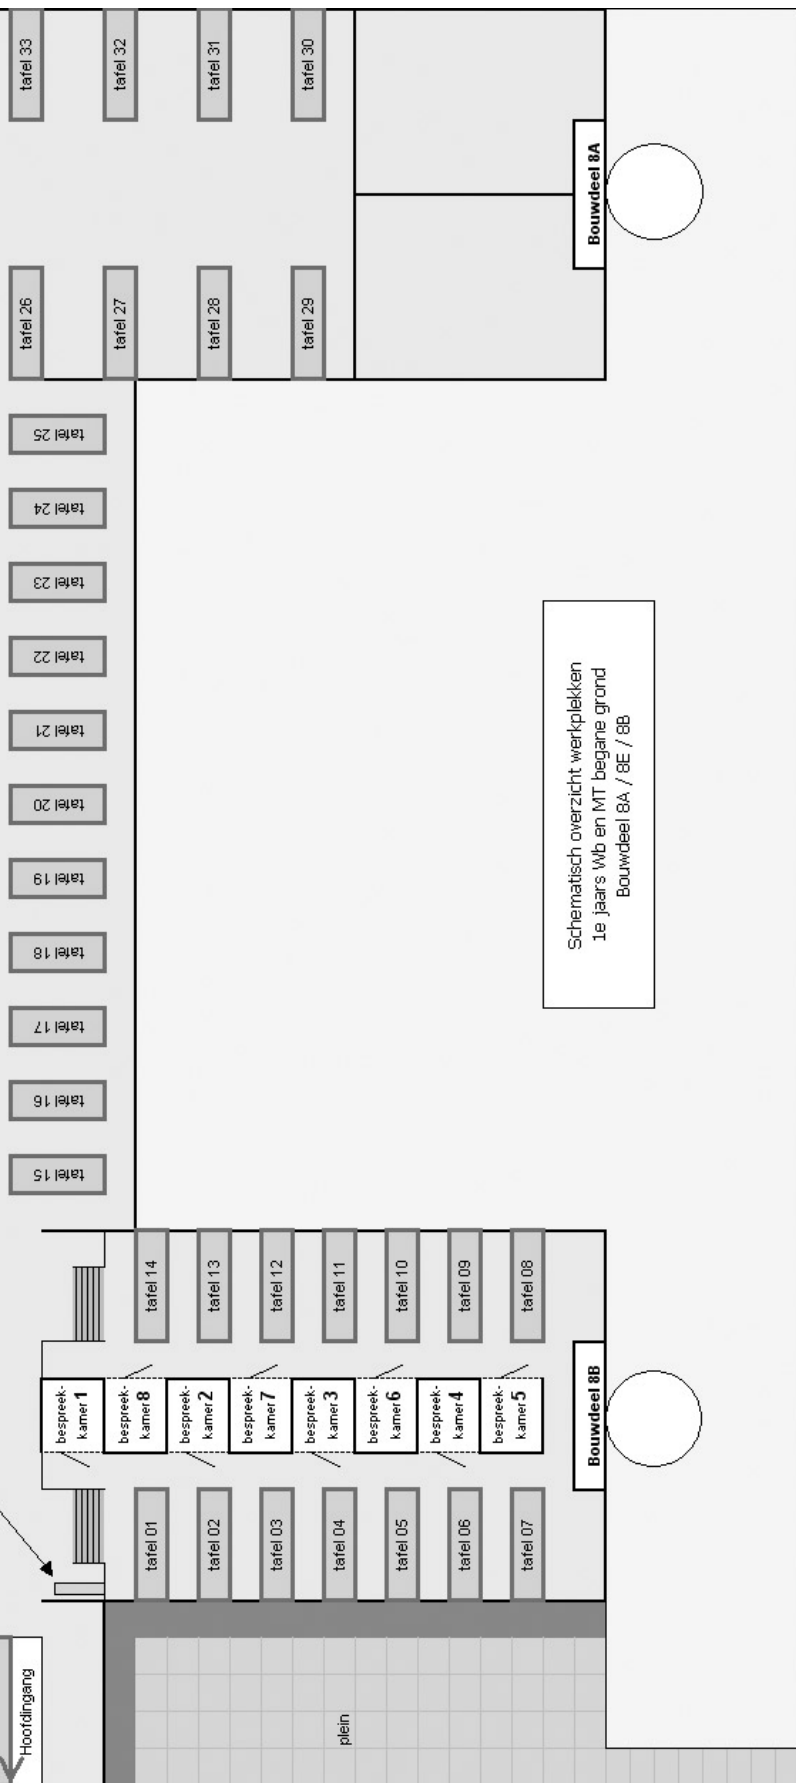 tafel 33
tafel 32
tafel 31
tafel 30
Bouwdeel 8A
tafel 26
tafel 27
tafel 28
tafel 29
tafel 25
tafel 24
tafel 23
tafel 22
tafel 21
tafel 20
tafel 19
tafel 18
tafel 17
tafel 16
tafel 15
Schematisch overzicht werkplekken
1e jaars Wb en MT begane grond
Bouwdeel 8A / 8E / 8B
tafel 14
tafel 13
tafel 12
tafel 11
tafel 10
tafel 09
tafel 08
bespreek-
kamer 1
bespreek-
kamer 8
bespreek-
kamer 2
bespreek-
kamer 7
bespreek-
kamer 3
bespreek-
kamer 6
bespreek-
kamer 4
bespreek-
kamer 5
Bouwdeel 8B
tafel 01
tafel 02
tafel 03
tafel 04
tafel 05
tafel 06
tafel 07
Hoofdingang
plein